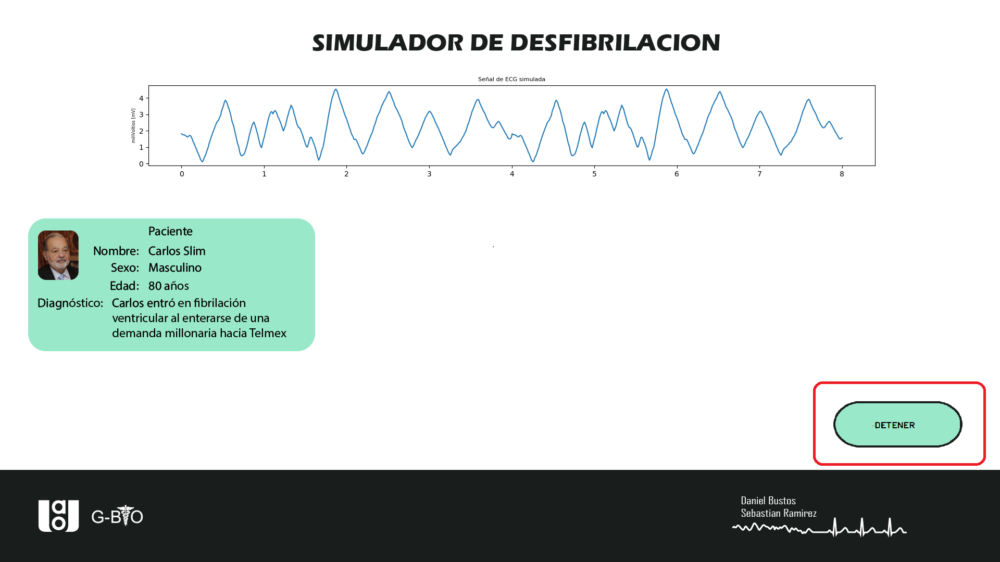 SIMULADOR DE DESFIBRILACION
Señal de ECG simulada
miliVoltios [mV]
4
3
2
1
0
0 1 2 3 4 5 6 7 8
Paciente
Nombre: Carlos Slim
Sexo: Masculino
Edad: 80 años
Diagnóstico: Carlos entró en fibrilación
ventricular al enterarse de una
demanda millonaria hacia Telmex
DETENER
uao
G-BIO
Daniel Bustos
Sebastian Ramirez